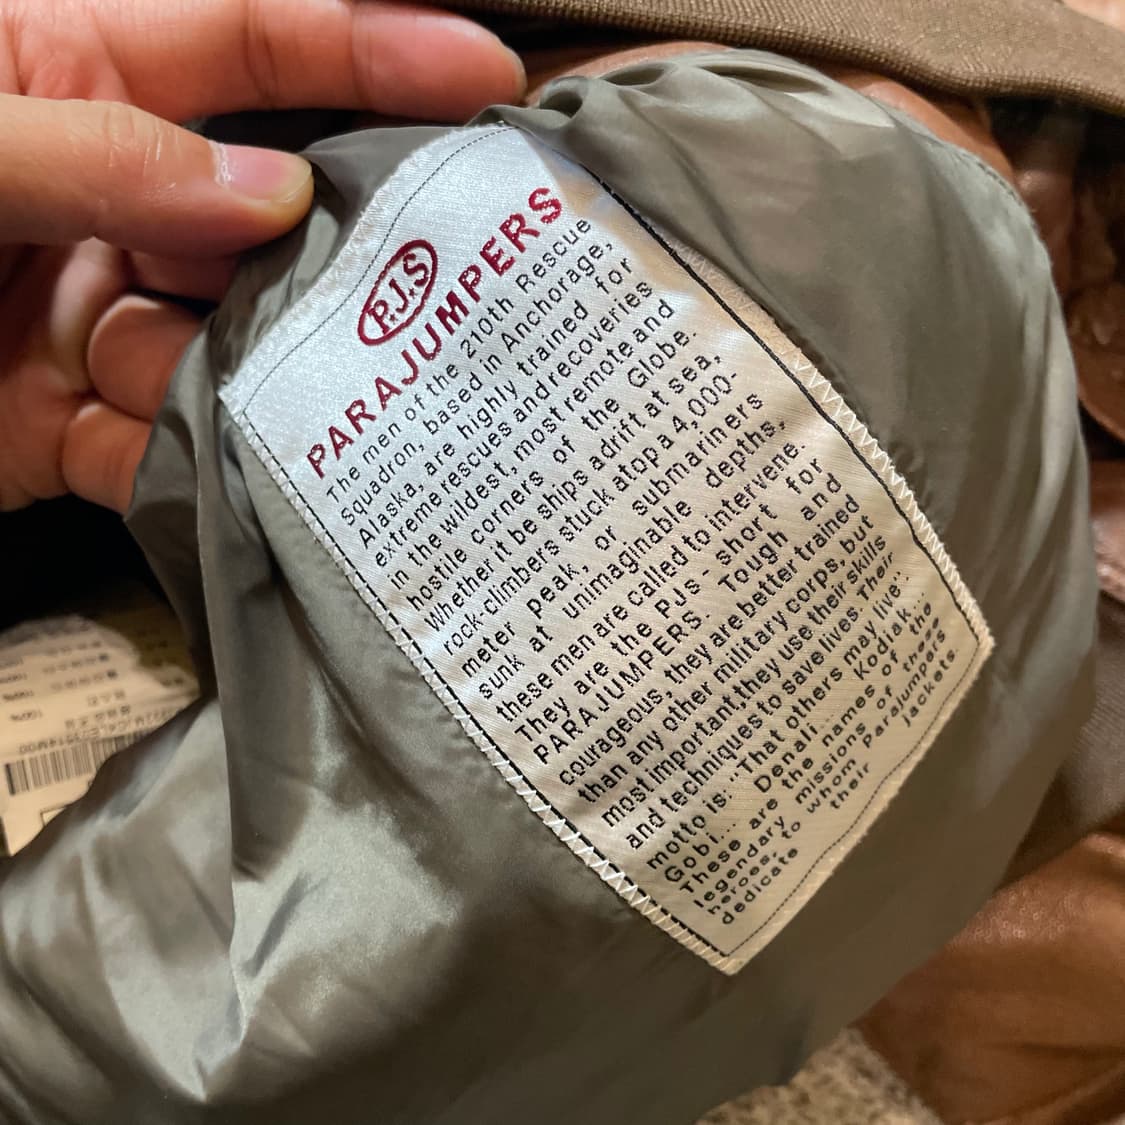 P.J.S
PARAJUMPERS
The men of the 210th Rescue
Squadron, based in Anchorage,
Alaska, are highly trained for
extreme rescues and recoveries
in the wildest, most remote and
hostile corners of the Globe.
Whether it be ships adrift at sea,
rock-climbers stuck atop a 4,000-
meter peak, or submariners
sunk at unimaginable depths,
these men are called to intervene.
They are the PJs - short for
PARAJUMPERS. Tough and
courageous, they are better trained
than any other military corps, but
most important, they use their skills
and techniques to save lives. Their
motto is: "That others may live".
Gobi... Denali... Kodiak...
These are the names of the
legendary missions of these
heroes, to whom Parajumpers
dedicate their jackets.
100%
100%